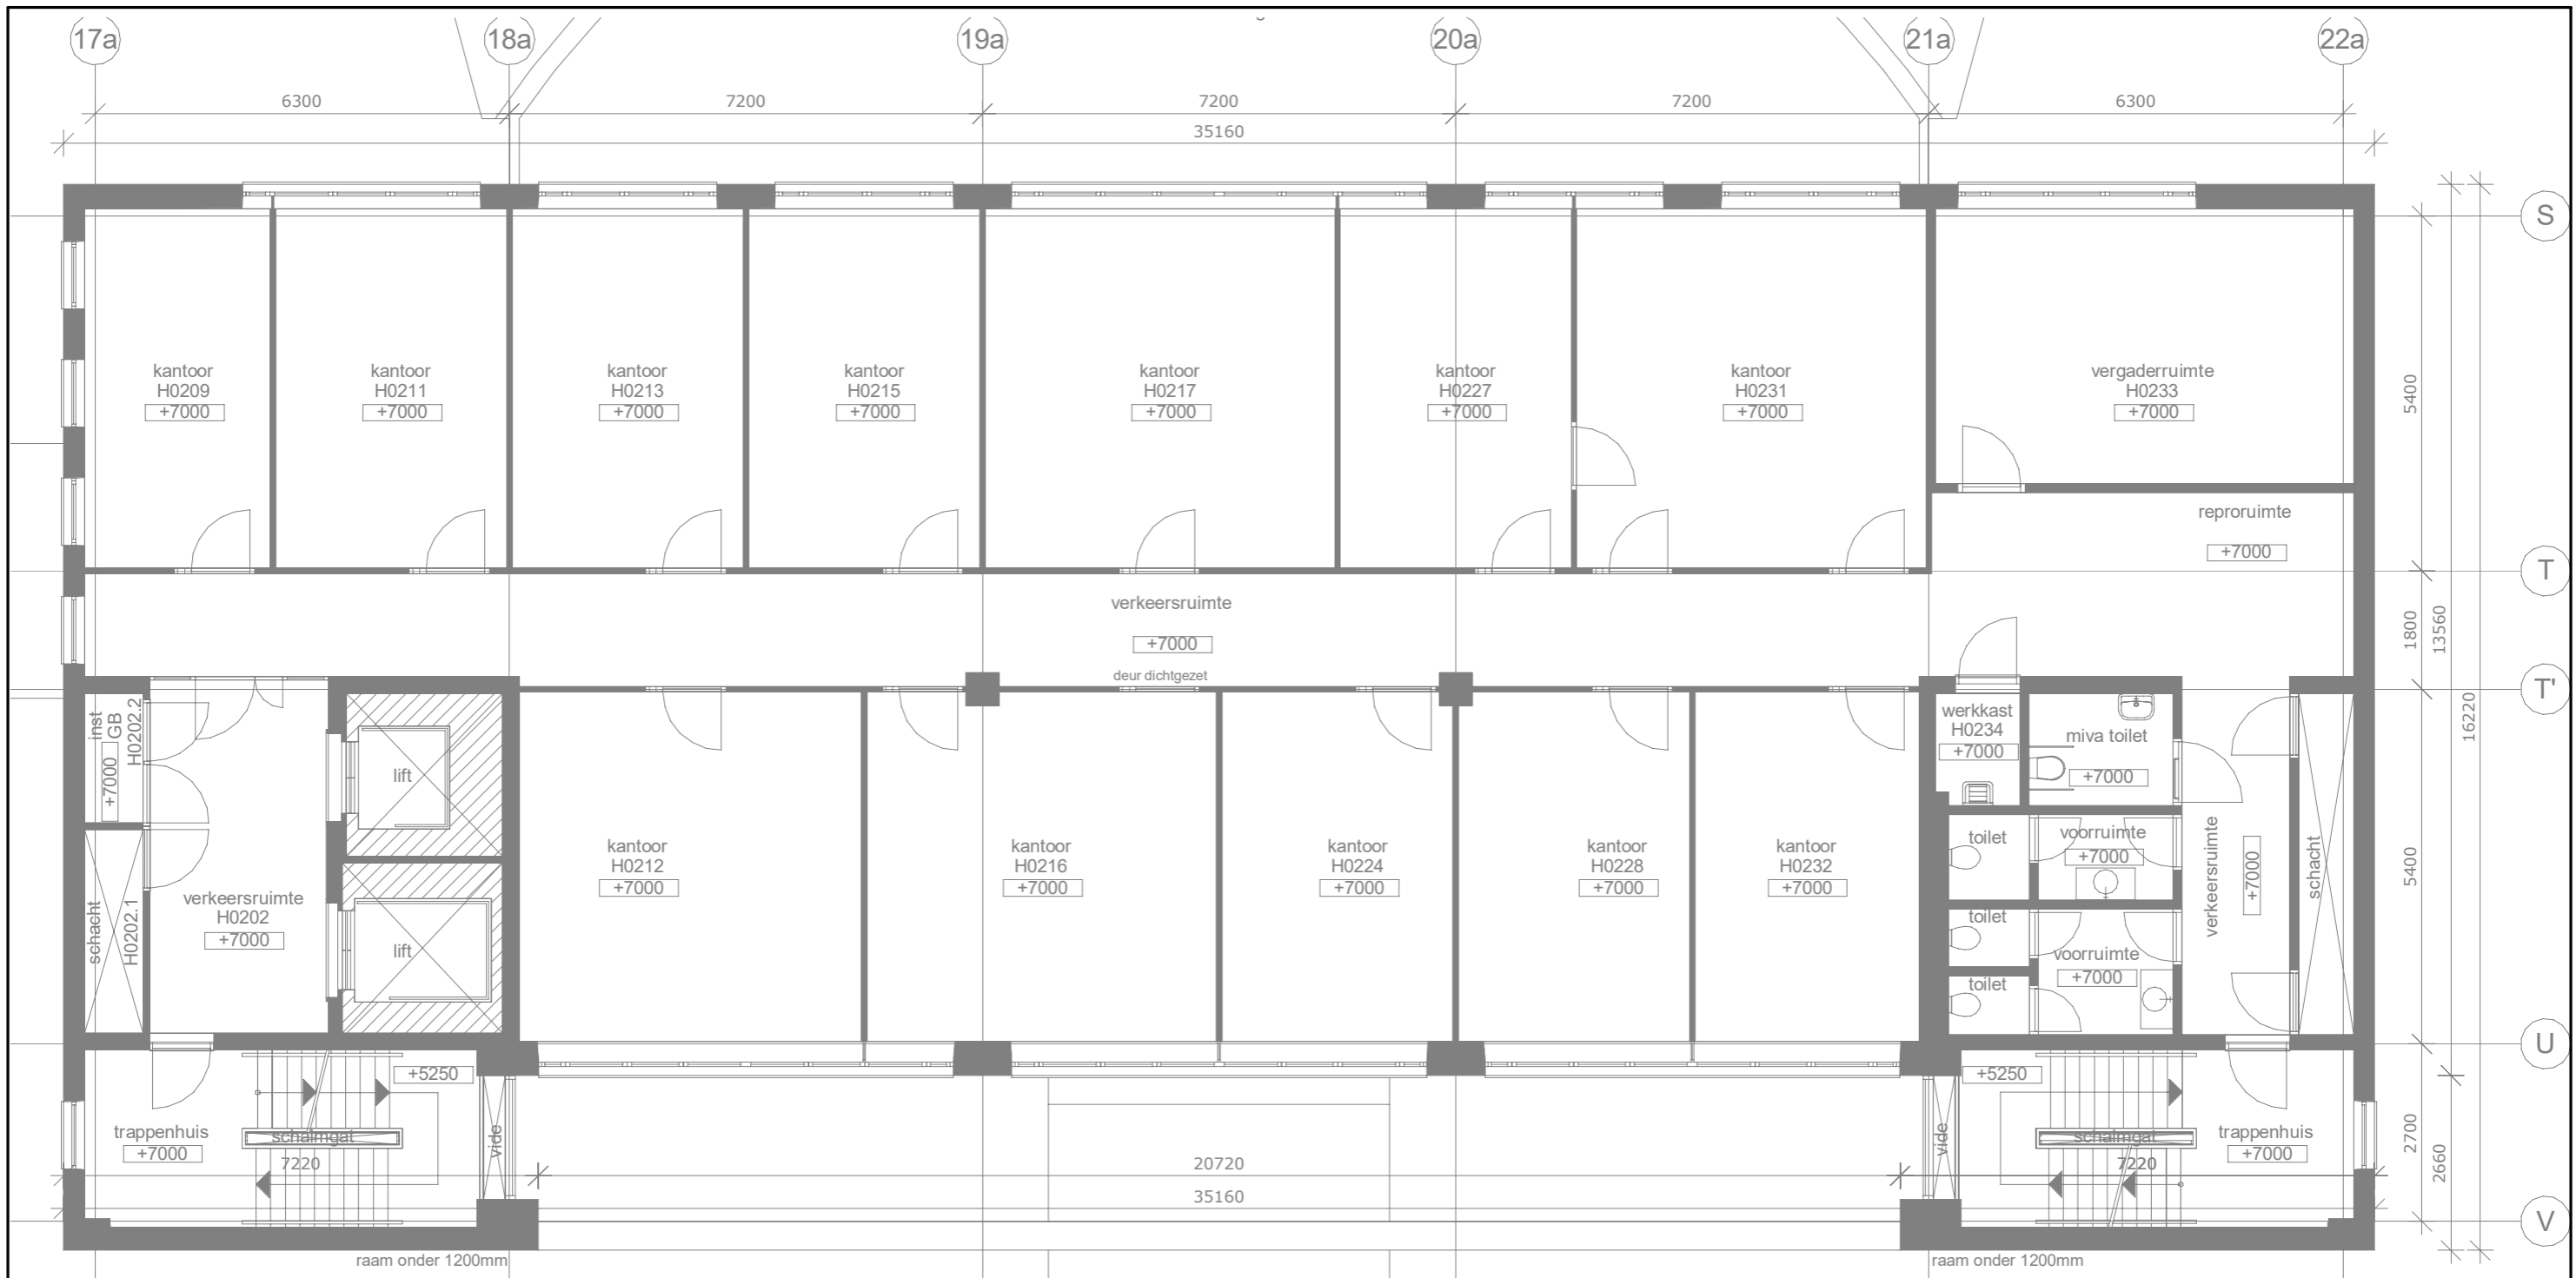 17a
18a
19a
20a
21a
22a
6300
7200
7200
7200
6300
35160
S
T
T'
U
V
5400
1800
13560
16220
5400
2700
2660
kantoor
H0209
+7000
kantoor
H0211
+7000
kantoor
H0213
+7000
kantoor
H0215
+7000
kantoor
H0217
+7000
kantoor
H0227
+7000
kantoor
H0231
+7000
vergaderruimte
H0233
+7000
reproruimte
+7000
verkeersruimte
+7000
deur dichtgezet
inst
GB
H0202.2
+7000
schacht
H0202.1
verkeersruimte
H0202
+7000
lift
lift
kantoor
H0212
+7000
kantoor
H0216
+7000
kantoor
H0224
+7000
kantoor
H0228
+7000
kantoor
H0232
+7000
werkkast
H0234
+7000
miva toilet
+7000
toilet
voorruimte
+7000
toilet
voorruimte
+7000
toilet
verkeersruimte
+7000
schacht
+5250
trappenhuis
+7000
schalmgat
7220
vide
20720
35160
+5250
vide
schalmgat
7220
trappenhuis
+7000
raam onder 1200mm
raam onder 1200mm